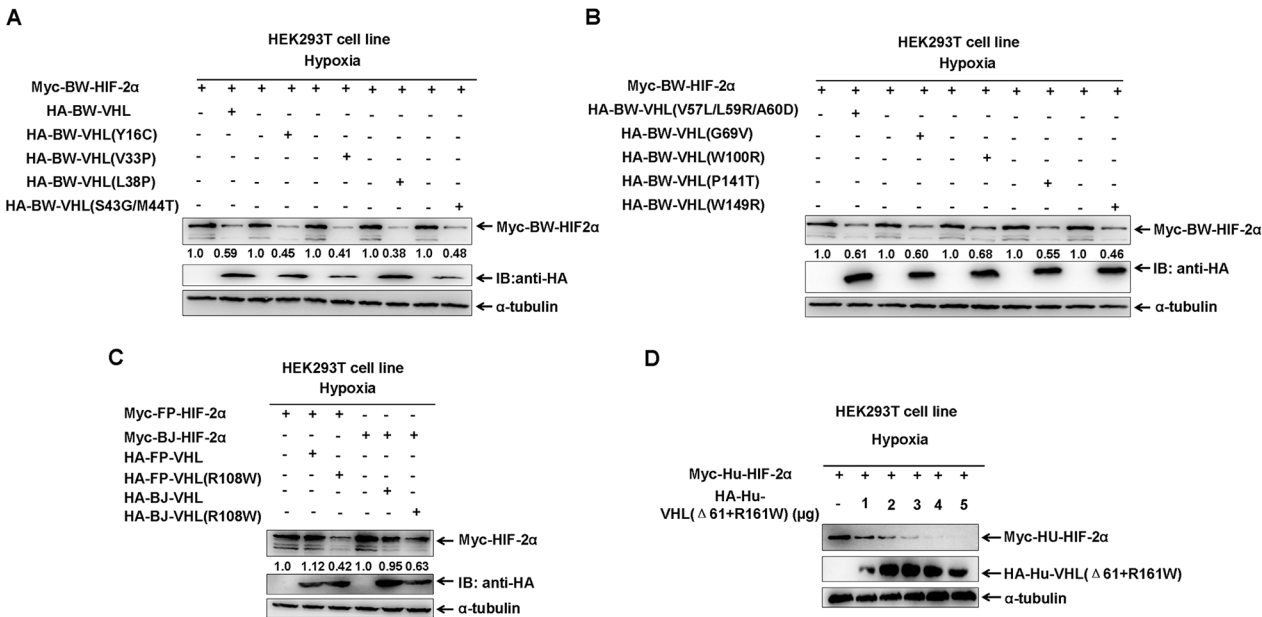 A
HEK293T cell line
Hypoxia
Myc-BW-HIF-2α + + + + + + + + + +
HA-BW-VHL - + - - - - - - - -
HA-BW-VHL(Y16C) - - - + - - - - - -
HA-BW-VHL(V33P) - - - - - + - - - -
HA-BW-VHL(L38P) - - - - - - - + - -
HA-BW-VHL(S43G/M44T) - - - - - - - - - +
Myc-BW-HIF2α
1.0 0.59 1.0 0.45 1.0 0.41 1.0 0.38 1.0 0.48
IB:anti-HA
α-tubulin
B
HEK293T cell line
Hypoxia
Myc-BW-HIF-2α + + + + + + + + + +
HA-BW-VHL(V57L/L59R/A60D) - + - - - - - - - -
HA-BW-VHL(G69V) - - - + - - - - - -
HA-BW-VHL(W100R) - - - - - + - - - -
HA-BW-VHL(P141T) - - - - - - - + - -
HA-BW-VHL(W149R) - - - - - - - - - +
Myc-BW-HIF-2α
1.0 0.61 1.0 0.60 1.0 0.68 1.0 0.55 1.0 0.46
IB: anti-HA
α-tubulin
C
HEK293T cell line
Hypoxia
Myc-FP-HIF-2α + + + - - -
Myc-BJ-HIF-2α - - - + + +
HA-FP-VHL - + - - - -
HA-FP-VHL(R108W) - - + - - -
HA-BJ-VHL - - - - + -
HA-BJ-VHL(R108W) - - - - - +
Myc-HIF-2α
1.0 1.12 0.42 1.0 0.95 0.63
IB: anti-HA
α-tubulin
D
HEK293T cell line
Hypoxia
Myc-Hu-HIF-2α + + + + + +
HA-Hu-
VHL(Δ61+R161W) (μg) - 1 2 3 4 5
Myc-HU-HIF-2α
HA-Hu-VHL(Δ61+R161W)
α-tubulin